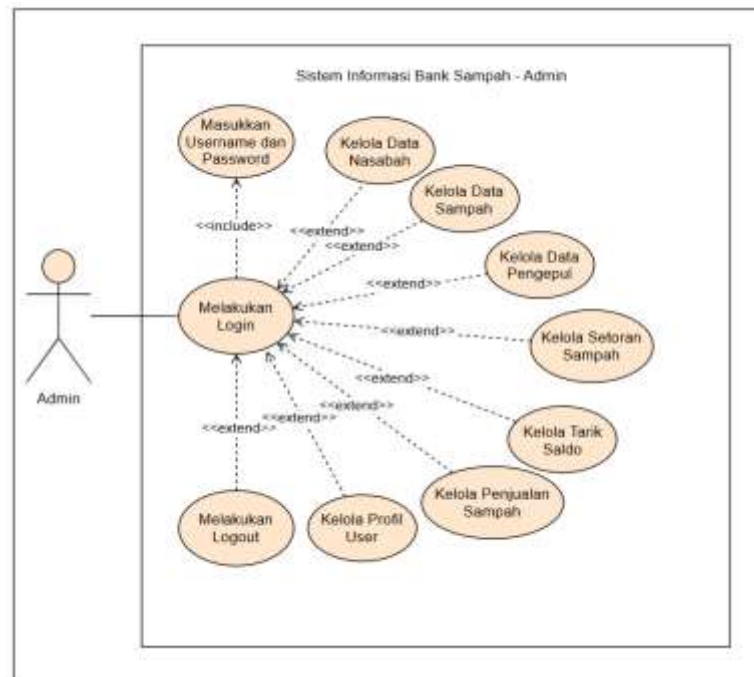 Sistem Informasi Bank Sampah - Admin
Masukkan
Username dan
Password
Kelola Data
Nasabah
Kelola Data
Sampah
<<include>>
<<extend>>
<<extend>>
Kelola Data
Pengepul
<<extend>>
Melakukan
Login
Kelola Setoran
Sampah
<<extend>>
Admin
<<extend>>
<<extend>>
<<extend>>
<<extend>>
Kelola Tarik
Saldo
Kelola Penjualan
Sampah
Melakukan
Logout
Kelola Profil
User